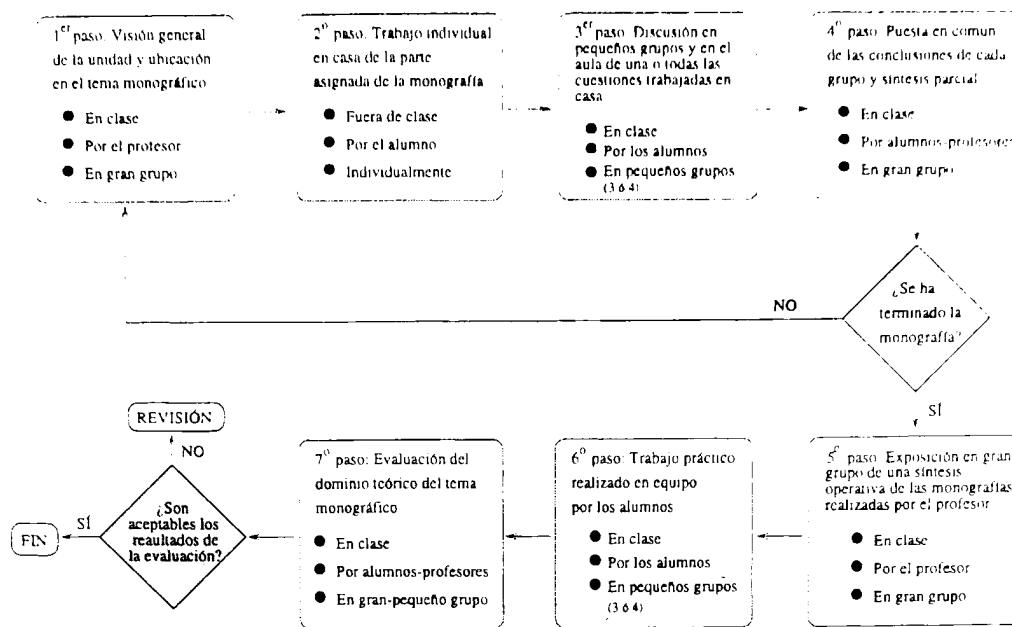 1er paso: Visión general
de la unidad y ubicación
en el tema monográfico
● En clase
● Por el profesor
● En gran grupo
2º paso: Trabajo individual
en casa de la parte
asignada de la monografía
● Fuera de clase
● Por el alumno
● Individualmente
3er paso: Discusión en
pequeños grupos y en el
aula de una o todas las
cuestiones trabajadas en
casa
● En clase
● Por los alumnos
● En pequeños grupos
(3 ó 4)
4º paso: Puesta en comun
de las conclusiones de cada
grupo y síntesis parcial
● En clase
● Por alumnos-profesores
● En gran grupo
¿Se ha
terminado la
monografía?
NO
SÍ
5º paso: Exposición en gran
grupo de una síntesis
operativa de las monografías
realizadas por el profesor
● En clase
● Por el profesor
● En gran grupo
6º paso: Trabajo práctico
realizado en equipo
por los alumnos
● En clase
● Por los alumnos
● En pequeños grupos
(3 ó 4)
7º paso: Evaluación del
dominio teórico del tema
monográfico
● En clase
● Por alumnos-profesores
● En gran-pequeño grupo
¿Son
aceptables los
reaultados de
la evaluación?
NO
REVISIÓN
SÍ
FIN